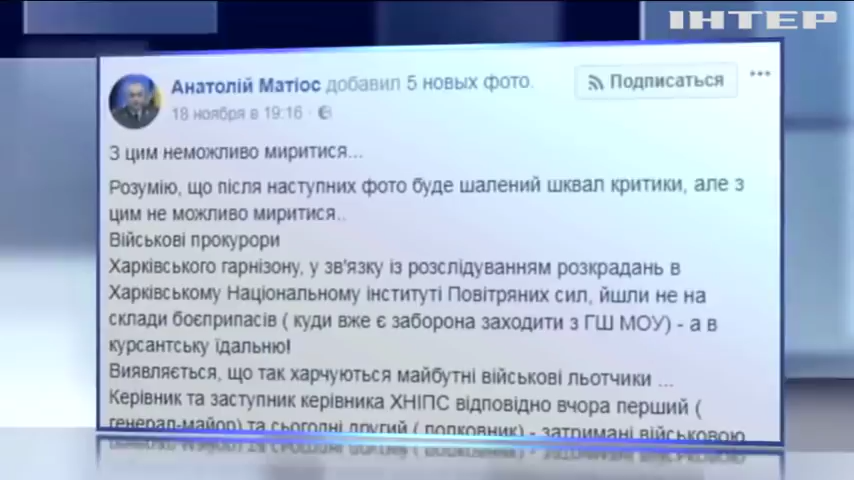 ІНТЕР
Анатолій Матіос добавил 5 новых фото.
Подписаться
18 ноября в 19:16
З цим неможливо миритися...
Розумію, що після наступних фото буде шалений шквал критики, але з
цим не можливо миритися..
Військові прокурори
Харківського гарнізону, у зв'язку із розслідуванням розкрадань в
Харківському Національному інституті Повітряних сил, йшли не на
склади боєприпасів ( куди вже є заборона заходити з ГШ МОУ) - а в
курсантську їдальню!
Виявляється, що так харчуються майбутні військові льотчики ...
Керівник та заступник керівника ХНІПС відповідно вчора перший (
генерал-майор) та сьогодні другий ( полковник) - затримані військовою